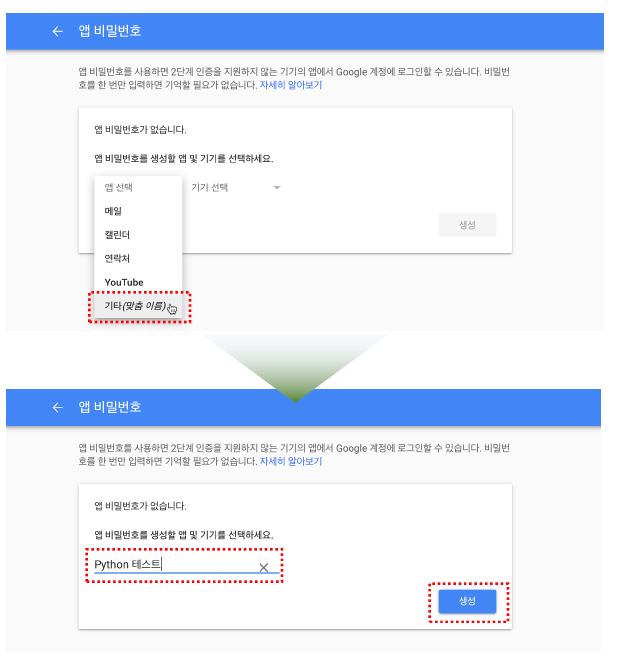 ← 앱 비밀번호
앱 비밀번호를 사용하면 2단계 인증을 지원하지 않는 기기의 앱에서 Google 계정에 로그인할 수 있습니다. 비밀번
호를 한 번만 입력하면 기억할 필요가 없습니다. 자세히 알아보기
앱 비밀번호가 없습니다.
앱 비밀번호를 생성할 앱 및 기기를 선택하세요.
앱 선택 기기 선택
메일
캘린더
생성
연락처
YouTube
기타(맞춤 이름)
← 앱 비밀번호
앱 비밀번호를 사용하면 2단계 인증을 지원하지 않는 기기의 앱에서 Google 계정에 로그인할 수 있습니다. 비밀번
호를 한 번만 입력하면 기억할 필요가 없습니다. 자세히 알아보기
앱 비밀번호가 없습니다.
앱 비밀번호를 생성할 앱 및 기기를 선택하세요.
Python 테스트
생성